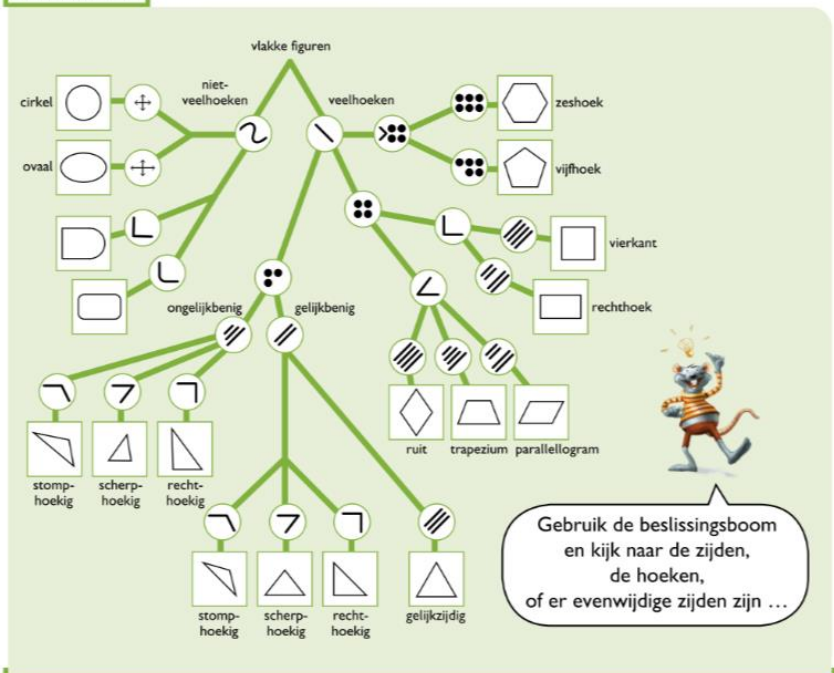 vlakke figuren
niet-
veelhoeken
veelhoeken
cirkel
zeshoek
ovaal
vijfhoek
vierkant
rechthoek
ongelijkbenig
gelijkbenig
ruit
trapezium
parallellogram
stomp-
hoekig
scherp-
hoekig
recht-
hoekig
stomp-
hoekig
scherp-
hoekig
recht-
hoekig
gelijkzijdig
Gebruik de beslissingsboom
en kijk naar de zijden,
de hoeken,
of er evenwijdige zijden zijn ...